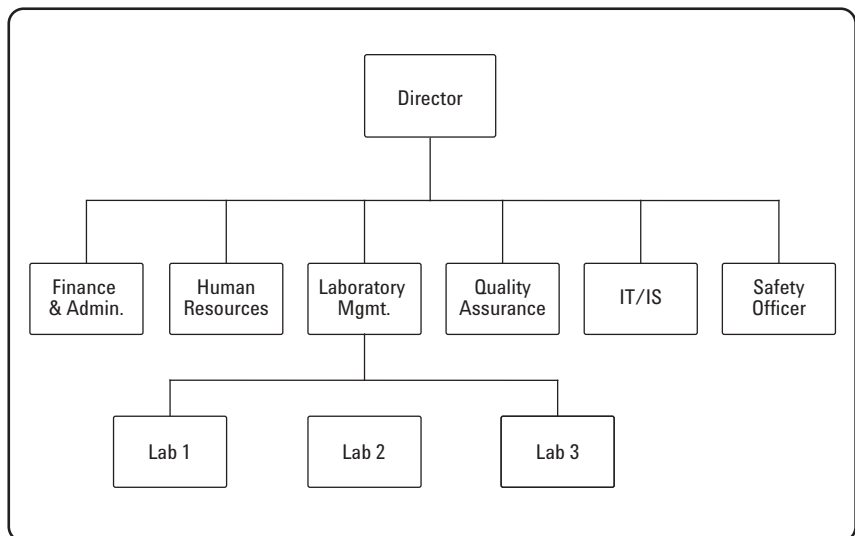 Director
Finance
& Admin.
Human
Resources
Laboratory
Mgmt.
Quality
Assurance
IT/IS
Safety
Officer
Lab 1
Lab 2
Lab 3